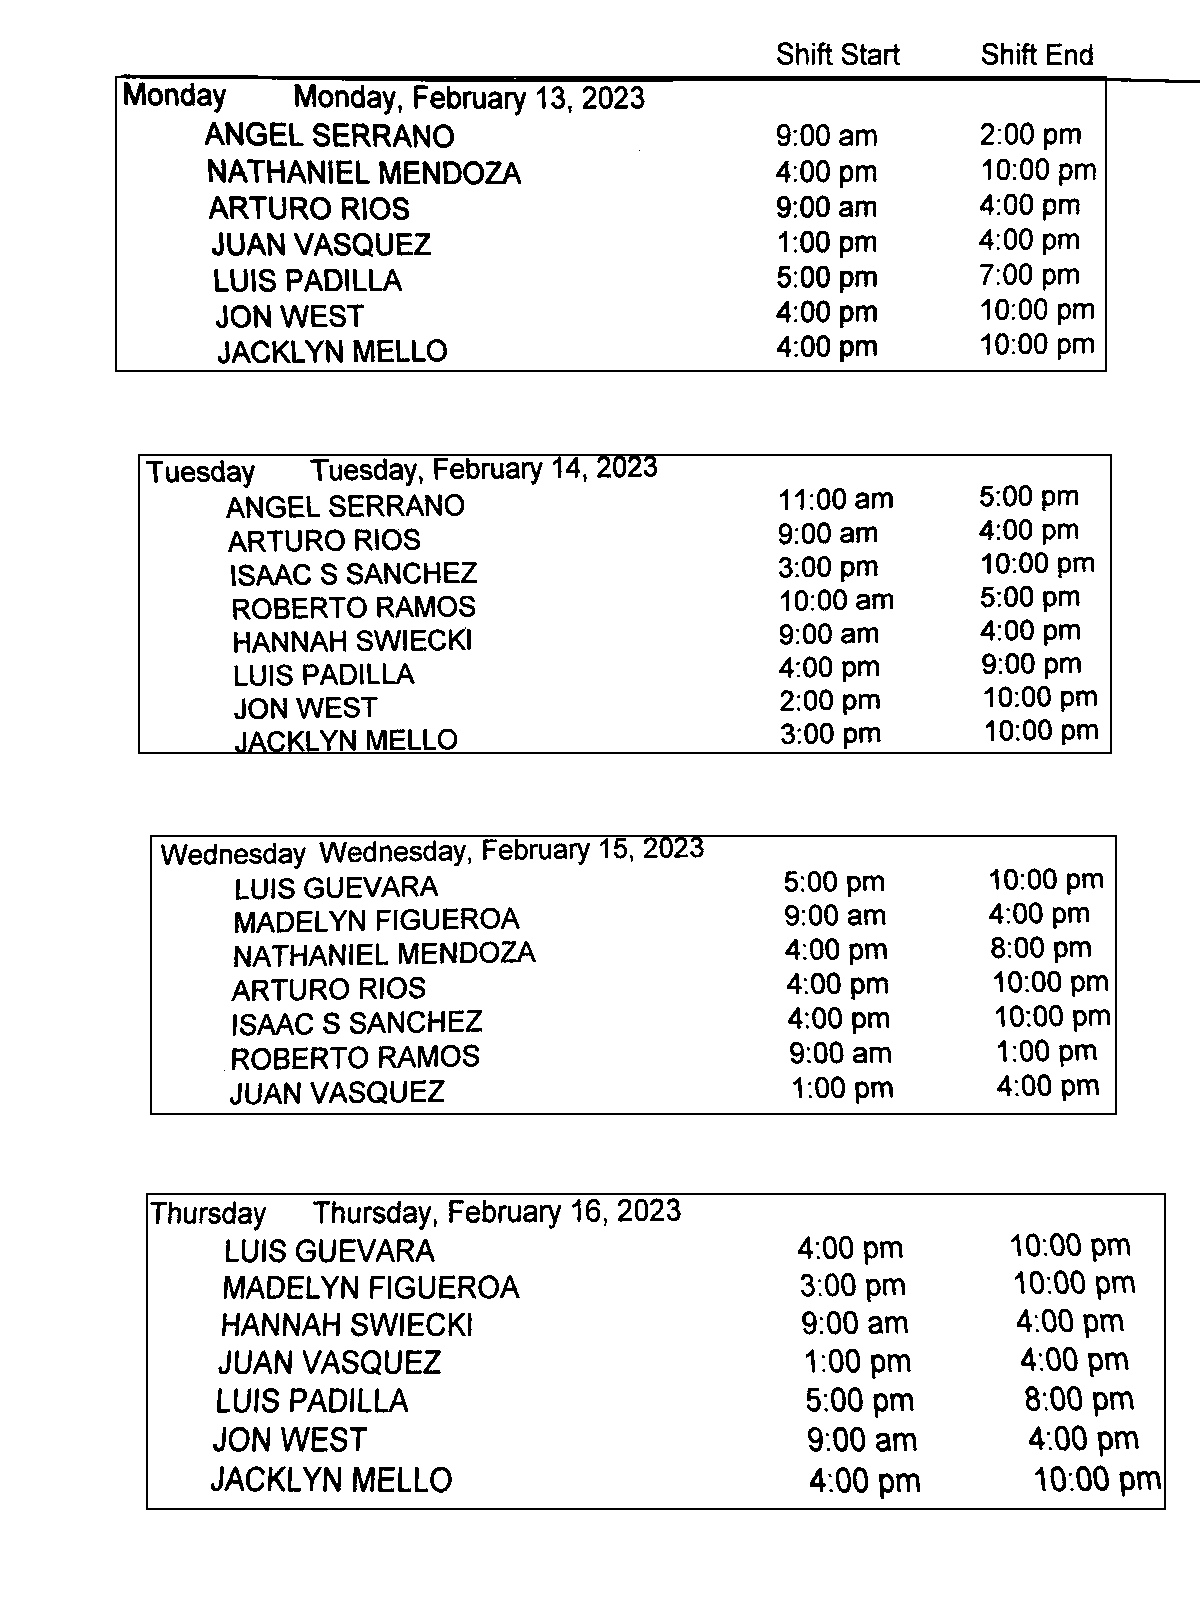 Shift Start Shift End
Monday Monday, February 13, 2023
ANGEL SERRANO 9:00 am 2:00 pm
NATHANIEL MENDOZA 4:00 pm 10:00 pm
ARTURO RIOS 9:00 am 4:00 pm
JUAN VASQUEZ 1:00 pm 4:00 pm
LUIS PADILLA 5:00 pm 7:00 pm
JON WEST 4:00 pm 10:00 pm
JACKLYN MELLO 4:00 pm 10:00 pm
Tuesday Tuesday, February 14, 2023
ANGEL SERRANO 11:00 am 5:00 pm
ARTURO RIOS 9:00 am 4:00 pm
ISAAC S SANCHEZ 3:00 pm 10:00 pm
ROBERTO RAMOS 10:00 am 5:00 pm
HANNAH SWIECKI 9:00 am 4:00 pm
LUIS PADILLA 4:00 pm 9:00 pm
JON WEST 2:00 pm 10:00 pm
JACKLYN MELLO 3:00 pm 10:00 pm
Wednesday Wednesday, February 15, 2023
LUIS GUEVARA 5:00 pm 10:00 pm
MADELYN FIGUEROA 9:00 am 4:00 pm
NATHANIEL MENDOZA 4:00 pm 8:00 pm
ARTURO RIOS 4:00 pm 10:00 pm
ISAAC S SANCHEZ 4:00 pm 10:00 pm
ROBERTO RAMOS 9:00 am 1:00 pm
JUAN VASQUEZ 1:00 pm 4:00 pm
Thursday Thursday, February 16, 2023
LUIS GUEVARA 4:00 pm 10:00 pm
MADELYN FIGUEROA 3:00 pm 10:00 pm
HANNAH SWIECKI 9:00 am 4:00 pm
JUAN VASQUEZ 1:00 pm 4:00 pm
LUIS PADILLA 5:00 pm 8:00 pm
JON WEST 9:00 am 4:00 pm
JACKLYN MELLO 4:00 pm 10:00 pm